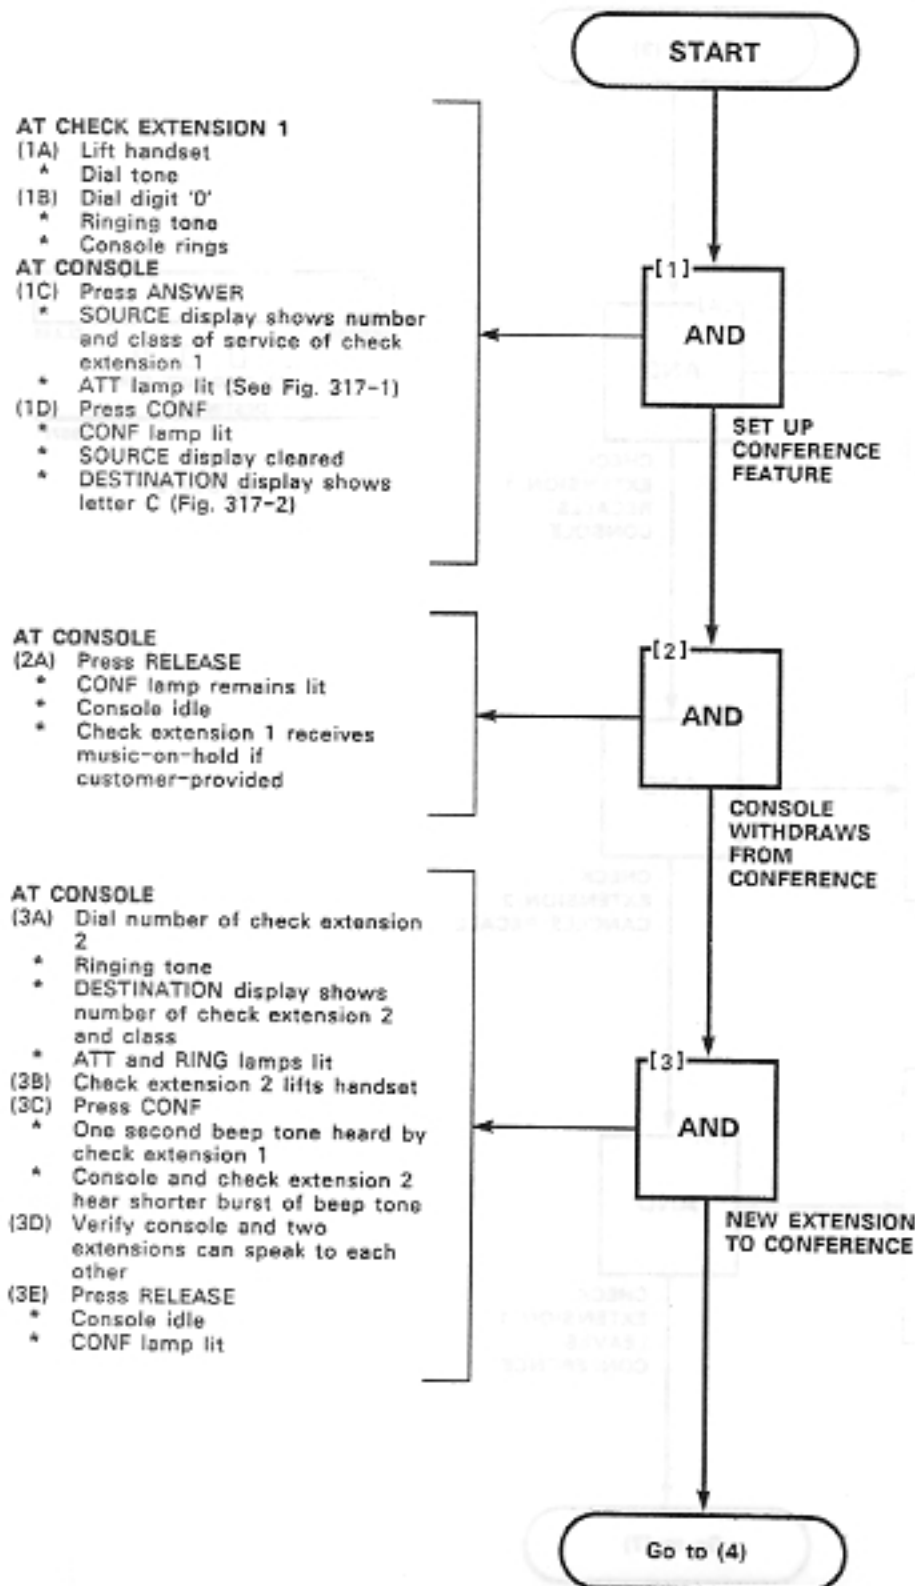 START
AT CHECK EXTENSION 1
(1A) Lift handset
* Dial tone
(1B) Dial digit '0'
* Ringing tone
* Console rings
AT CONSOLE
(1C) Press ANSWER
* SOURCE display shows number
and class of service of check
extension 1
* ATT lamp lit (See Fig. 317-1)
(1D) Press CONF
* CONF lamp lit
* SOURCE display cleared
* DESTINATION display shows
letter C (Fig. 317-2)
[1]
AND
SET UP
CONFERENCE
FEATURE
AT CONSOLE
(2A) Press RELEASE
* CONF lamp remains lit
* Console idle
* Check extension 1 receives
music-on-hold if
customer-provided
[2]
AND
CONSOLE
WITHDRAWS
FROM
CONFERENCE
AT CONSOLE
(3A) Dial number of check extension
2
* Ringing tone
* DESTINATION display shows
number of check extension 2
and class
* ATT and RING lamps lit
(3B) Check extension 2 lifts handset
(3C) Press CONF
* One second beep tone heard by
check extension 1
* Console and check extension 2
hear shorter burst of beep tone
(3D) Verify console and two
extensions can speak to each
other
(3E) Press RELEASE
* Console idle
* CONF lamp lit
[3]
AND
NEW EXTENSION
TO CONFERENCE
Go to (4)